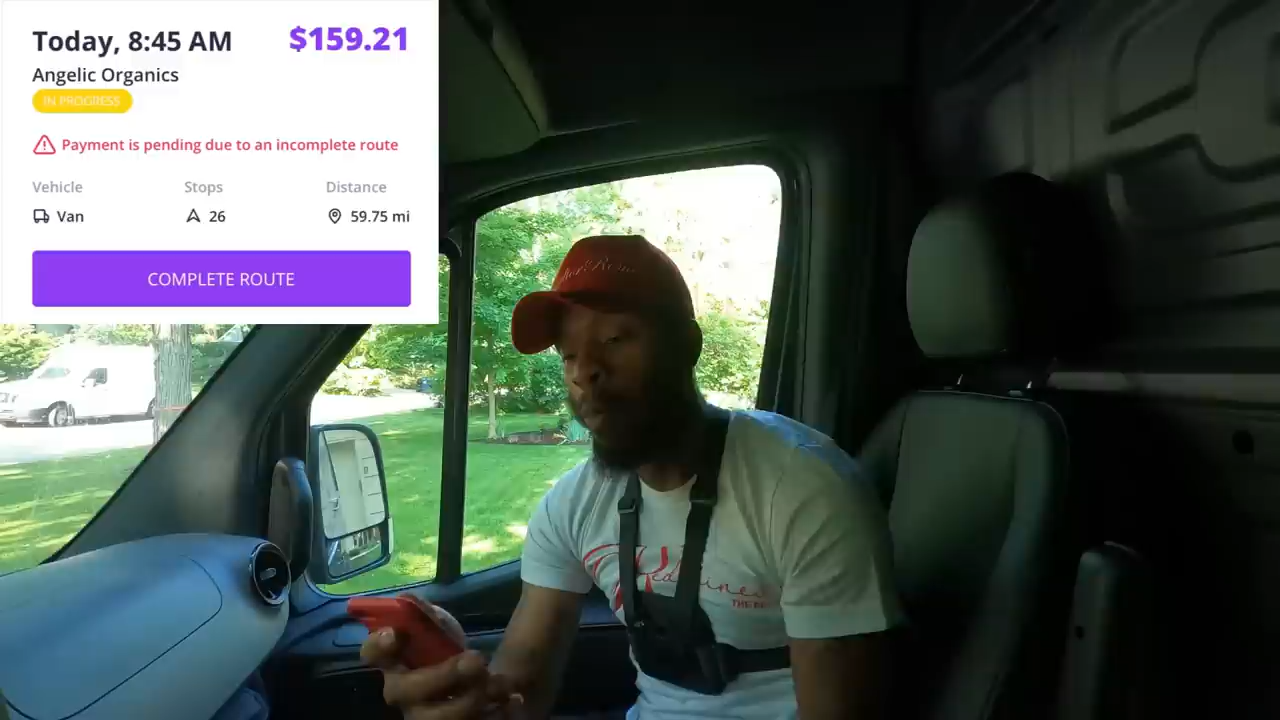 Today, 8:45 AM $159.21
Angelic Organics
IN PROGRESS
Payment is pending due to an incomplete route
Vehicle Stops Distance
Van 26 59.75 mi
COMPLETE ROUTE